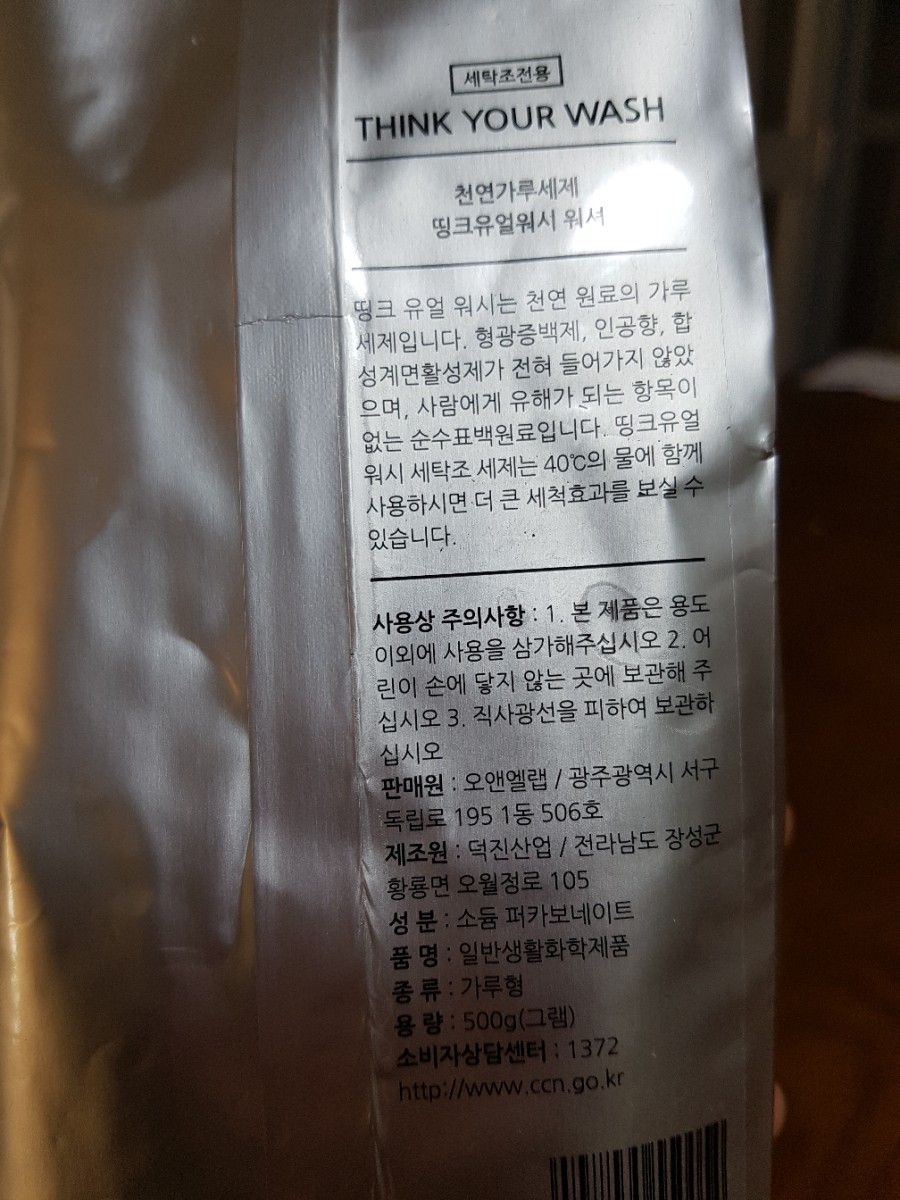 세탁조전용
THINK YOUR WASH
천연가루세제
띵크유얼워시 워셔
띵크 유얼 워시는 천연 원료의 가루
세제입니다. 형광증백제, 인공향, 합
성계면활성제가 전혀 들어가지 않았
으며, 사람에게 유해가 되는 항목이
없는 순수표백원료입니다. 띵크유얼
워시 세탁조 세제는 40℃의 물에 함께
사용하시면 더 큰 세척효과를 보실 수
있습니다.
사용상 주의사항 : 1. 본 제품은 용도
이외에 사용을 삼가해주십시오 2. 어
린이 손에 닿지 않는 곳에 보관해 주
십시오 3. 직사광선을 피하여 보관하
십시오
판매원 : 오앤엘랩 / 광주광역시 서구
독립로 195 1동 506호
제조원 : 덕진산업 / 전라남도 장성군
황룡면 오월정로 105
성 분 : 소듐 퍼카보네이트
품 명 : 일반생활화학제품
종 류 : 가루형
용 량 : 500g(그램)
소비자상담센터 : 1372
http://www.ccn.go.kr